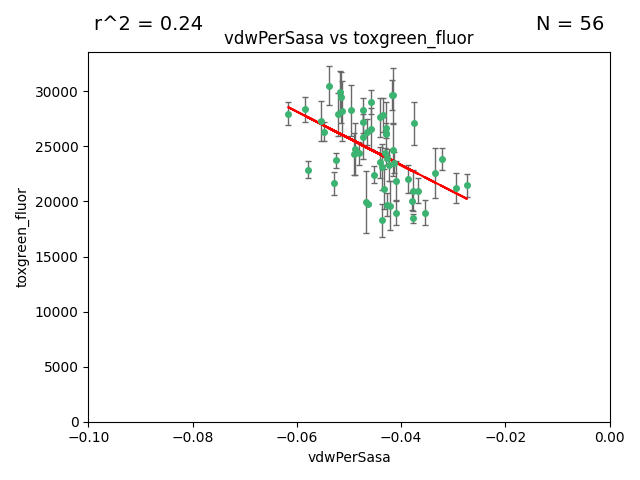 r^2 = 0.24
N = 56
vdwPerSasa vs toxgreen_fluor
toxgreen_fluor
30000
25000
20000
15000
10000
5000
0
−0.10
−0.08
−0.06
−0.04
−0.02
0.00
vdwPerSasa